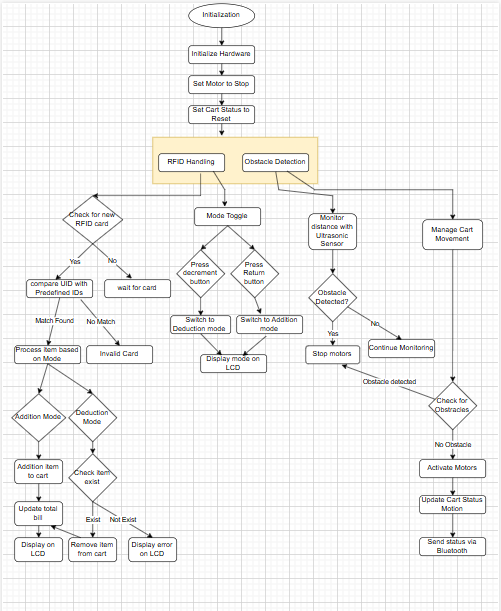 Initialization
Initialize Hardware
Set Motor to Stop
Set Cart Status to
Reset
RFID Handling
Obstacle Detection
Check for new
RFID card
Mode Toggle
Monitor
distance with
Ultrasonic
Sensor
Manage Cart
Movement
Yes
No
compare UID with
Predefined IDs
wait for card
Press
decrement
button
Press
Return
button
Obstacle
Detected?
Match Found
No Match
Switch to
Deduction mode
Switch to Addition
mode
Yes
No
Process item based
on Mode
Invalid Card
Display mode on
LCD
Stop motors
Continue Monitoring
Obstacle detected
Addition Mode
Deduction
Mode
Check for
Obstracles
No Obstacle
Addition item
to cart
Check item
exist
Activate Motors
Update total
bill
Exist
Not Exist
Update Cart Status
Motion
Display on
LCD
Remove item
from cart
Display error
on LCD
Send status via
Bluetooth